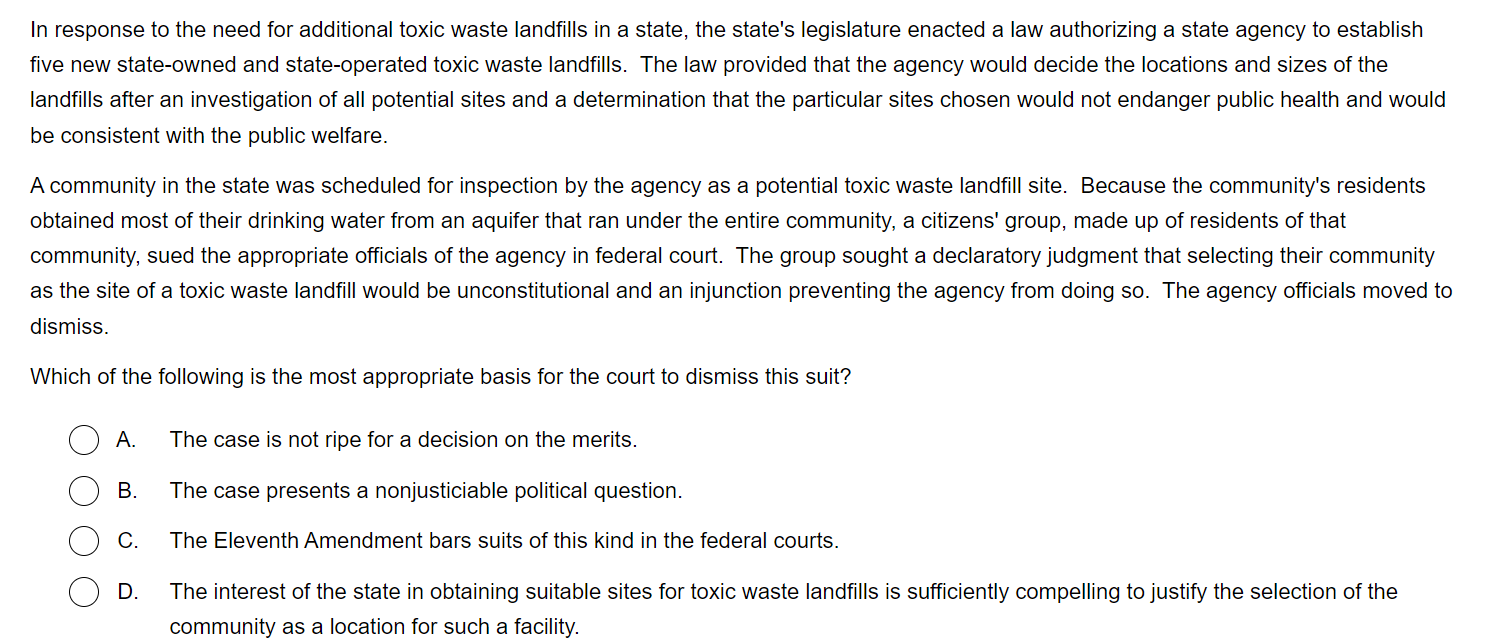 In response to the need for additional toxic waste landfills in a state, the state's legislature enacted a law authorizing a state agency to establish
five new state-owned and state-operated toxic waste landfills.  The law provided that the agency would decide the locations and sizes of the
landfills after an investigation of all potential sites and a determination that the particular sites chosen would not endanger public health and would
be consistent with the public welfare.
A community in the state was scheduled for inspection by the agency as a potential toxic waste landfill site.  Because the community's residents
obtained most of their drinking water from an aquifer that ran under the entire community, a citizens' group, made up of residents of that
community, sued the appropriate officials of the agency in federal court.  The group sought a declaratory judgment that selecting their community
as the site of a toxic waste landfill would be unconstitutional and an injunction preventing the agency from doing so.  The agency officials moved to
dismiss.
Which of the following is the most appropriate basis for the court to dismiss this suit?
A. The case is not ripe for a decision on the merits.
B. The case presents a nonjusticiable political question.
C. The Eleventh Amendment bars suits of this kind in the federal courts.
D. The interest of the state in obtaining suitable sites for toxic waste landfills is sufficiently compelling to justify the selection of the
community as a location for such a facility.